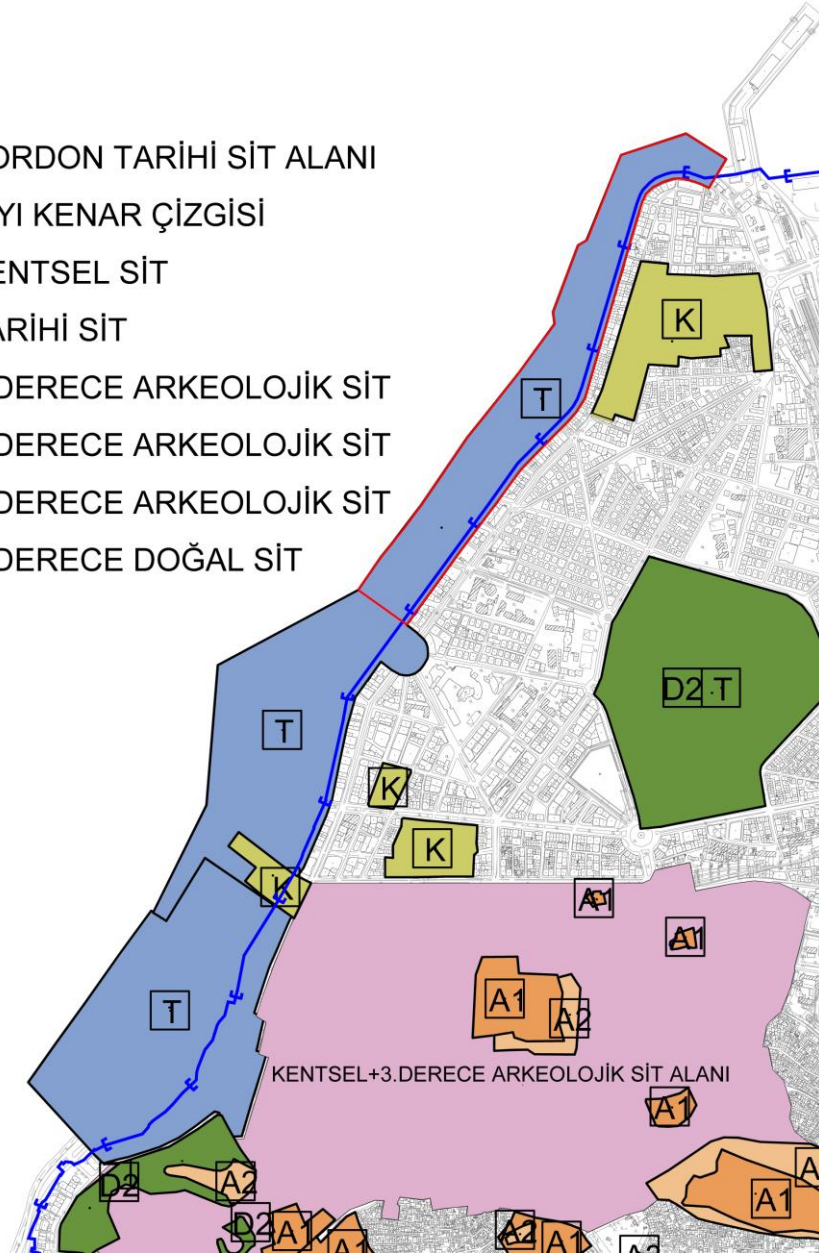 ORDON TARİHİ SİT ALANI
YI KENAR ÇİZGİSİ
ENTSEL SİT
ARİHİ SİT
DERECE ARKEOLOJİK SİT
DERECE ARKEOLOJİK SİT
DERECE ARKEOLOJİK SİT
DERECE DOĞAL SİT
K
T
D2 T
T
K
K
K
A1
A1
A1
A2
T
KENTSEL+3.DERECE ARKEOLOJİK SİT ALANI
A1
A
D2
A2
A1
D2
A1
A2
A1
A1